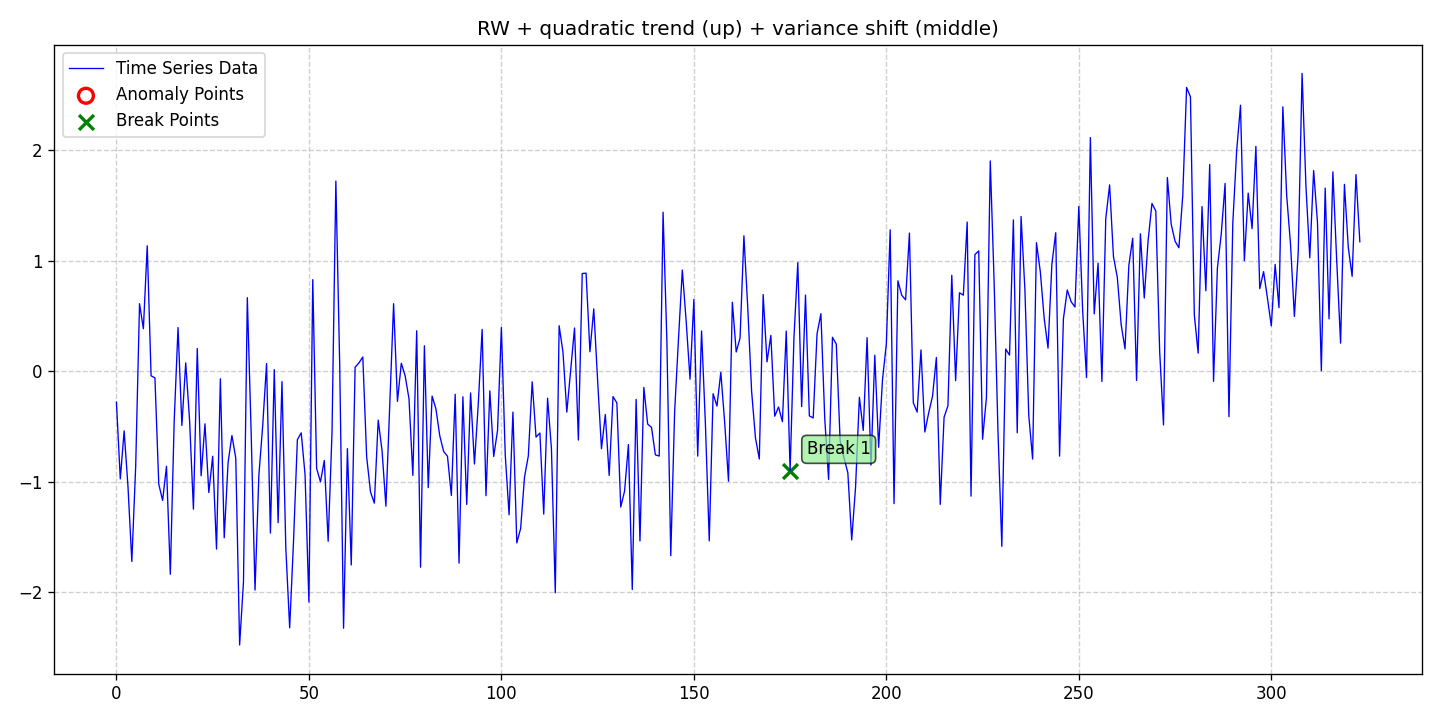 RW + quadratic trend (up) + variance shift (middle)
Time Series Data
Anomaly Points
Break Points
Break 1
2
1
0
−1
−2
0 50 100 150 200 250 300